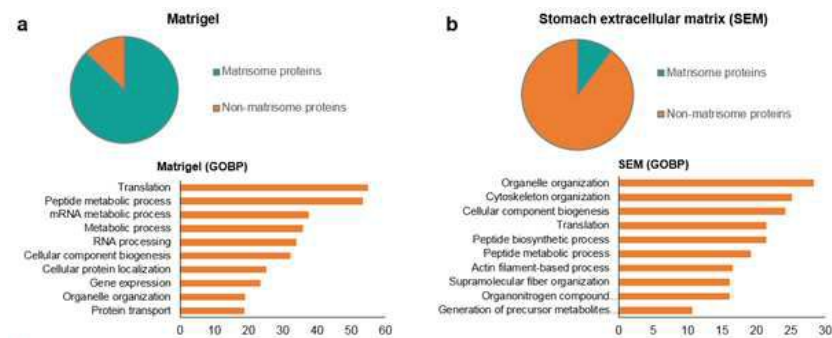 a
Matrigel
Matrisome proteins
Non-matrisome proteins
Matrigel (GOBP)
Translation
Peptide metabolic process
mRNA metabolic process
Metabolic process
RNA processing
Cellular component biogenesis
Cellular protein localization
Gene expression
Organelle organization
Protein transport
0 10 20 30 40 50 60
b
Stomach extracellular matrix (SEM)
Matrisome proteins
Non-matrisome proteins
SEM (GOBP)
Organelle organization
Cytoskeleton organization
Cellular component biogenesis
Translation
Peptide biosynthetic process
Peptide metabolic process
Actin filament-based process
Supramolecular fiber organization
Organonitrogen compound...
Generation of precursor metabolites...
0 5 10 15 20 25 30